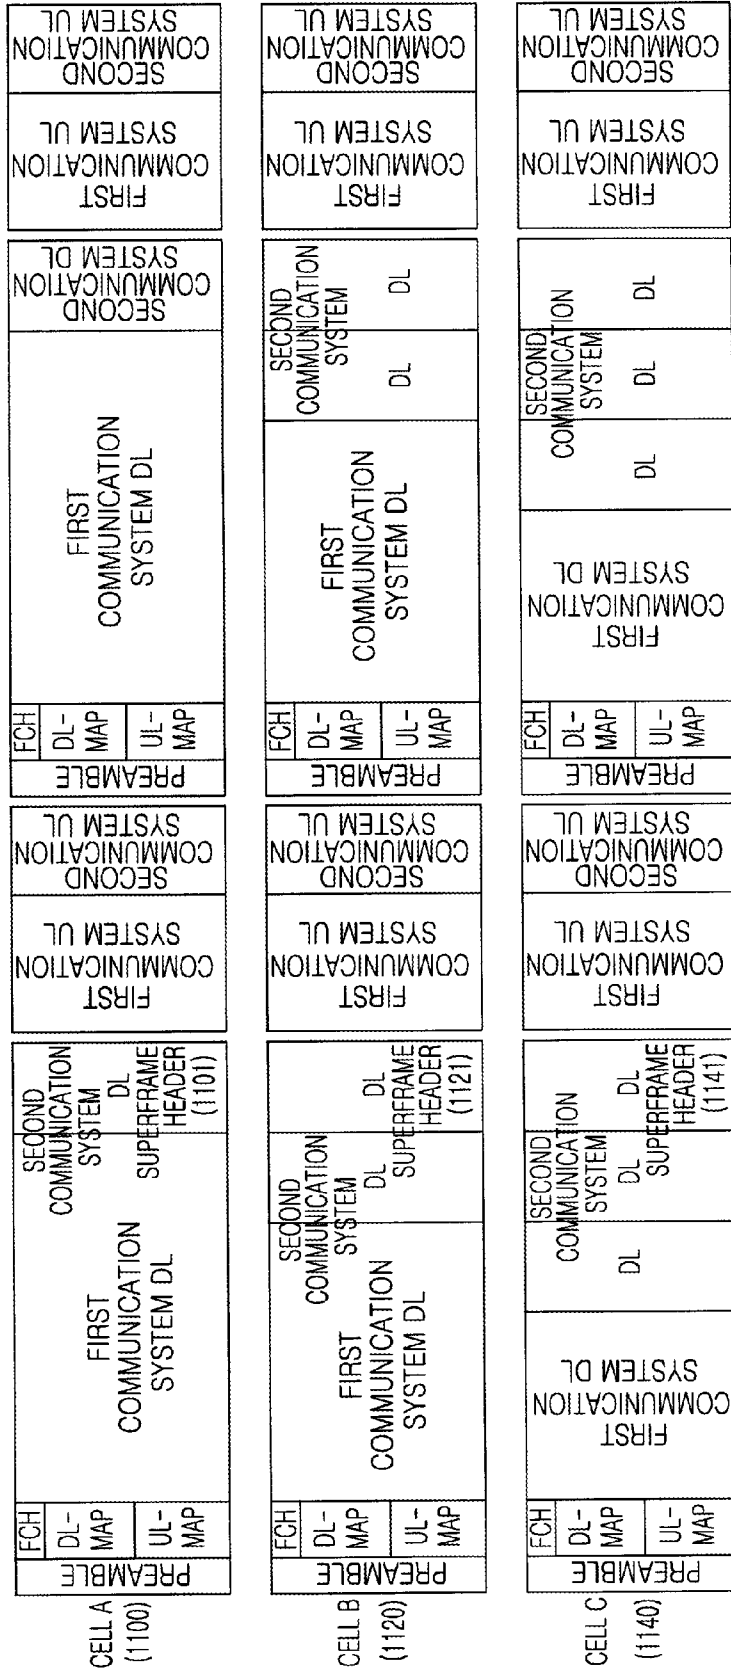 CELL A
(1100)
PREAMBLE
FCH
DL-
MAP
UL-
MAP
FIRST
COMMUNICATION
SYSTEM DL
SECOND
COMMUNICATION
SYSTEM
DL
SUPERFRAME
HEADER
(1101)
FIRST
COMMUNICATION
SYSTEM UL
SECOND
COMMUNICATION
SYSTEM UL
PREAMBLE
FCH
DL-
MAP
UL-
MAP
FIRST
COMMUNICATION
SYSTEM DL
SECOND
COMMUNICATION
SYSTEM DL
FIRST
COMMUNICATION
SYSTEM UL
SECOND
COMMUNICATION
SYSTEM UL
CELL B
(1120)
PREAMBLE
FCH
DL-
MAP
UL-
MAP
FIRST
COMMUNICATION
SYSTEM DL
SECOND
COMMUNICATION
SYSTEM
DL
DL
SUPERFRAME
HEADER
(1121)
FIRST
COMMUNICATION
SYSTEM UL
SECOND
COMMUNICATION
SYSTEM UL
PREAMBLE
FCH
DL-
MAP
UL-
MAP
FIRST
COMMUNICATION
SYSTEM DL
SECOND
COMMUNICATION
SYSTEM
DL
DL
FIRST
COMMUNICATION
SYSTEM UL
SECOND
COMMUNICATION
SYSTEM UL
CELL C
(1140)
PREAMBLE
FCH
DL-
MAP
UL-
MAP
FIRST
COMMUNICATION
SYSTEM DL
SECOND
COMMUNICATION
SYSTEM
DL
DL
DL
SUPERFRAME
HEADER
(1141)
FIRST
COMMUNICATION
SYSTEM UL
SECOND
COMMUNICATION
SYSTEM UL
PREAMBLE
FCH
DL-
MAP
UL-
MAP
FIRST
COMMUNICATION
SYSTEM DL
SECOND
COMMUNICATION
SYSTEM
DL
DL
DL
FIRST
COMMUNICATION
SYSTEM UL
SECOND
COMMUNICATION
SYSTEM UL